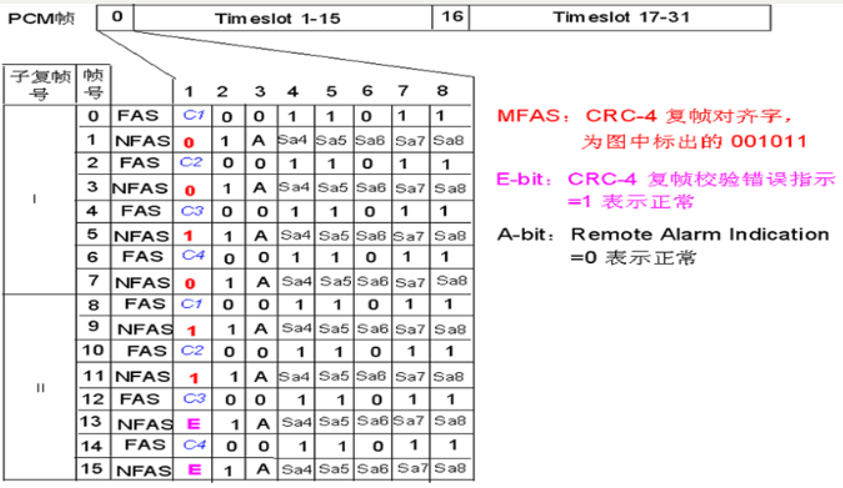 PCM帧 0 Timeslot 1-15 16 Timeslot 17-31
子复帧号 帧号 1 2 3 4 5 6 7 8
0 FAS C1 0 0 1 1 0 1 1
1 NFAS 0 1 A Sa4 Sa5 Sa6 Sa7 Sa8
2 FAS C2 0 0 1 1 0 1 1
3 NFAS 0 1 A Sa4 Sa5 Sa6 Sa7 Sa8
I 4 FAS C3 0 0 1 1 0 1 1
5 NFAS 1 1 A Sa4 Sa5 Sa6 Sa7 Sa8
6 FAS C4 0 0 1 1 0 1 1
7 NFAS 0 1 A Sa4 Sa5 Sa6 Sa7 Sa8
8 FAS C1 0 0 1 1 0 1 1
9 NFAS 1 1 A Sa4 Sa5 Sa6 Sa7 Sa8
10 FAS C2 0 0 1 1 0 1 1
II 11 NFAS 1 1 A Sa4 Sa5 Sa6 Sa7 Sa8
12 FAS C3 0 0 1 1 0 1 1
13 NFAS E 1 A Sa4 Sa5 Sa6 Sa7 Sa8
14 FAS C4 0 0 1 1 0 1 1
15 NFAS E 1 A Sa4 Sa5 Sa6 Sa7 Sa8
MFAS：CRC-4 复帧对齐字，
为图中标出的 001011
E-bit：CRC-4 复帧校验错误指示
=1 表示正常
A-bit：Remote Alarm Indication
=0 表示正常